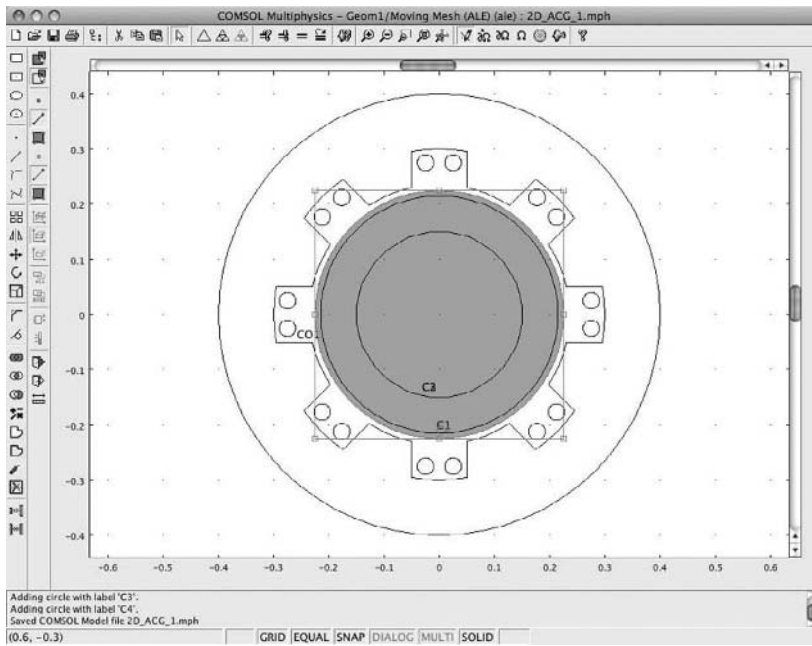 COMSOL Multiphysics – Geom1/Moving Mesh (ALE) (ale) : 2D_ACG_1.mph
0.4
0.3
0.2
0.1
0
-0.1
-0.2
-0.3
-0.4
CO
C3
C1
-0.6 -0.5 -0.4 -0.3 -0.2 -0.1 0 0.1 0.2 0.3 0.4 0.5 0.6
Adding circle with label 'C3'.
Adding circle with label 'C4'.
Saved COMSOL Model file 2D_ACG_1.mph
(0.6, -0.3) GRID EQUAL SNAP DIALOG MULTI SOLID